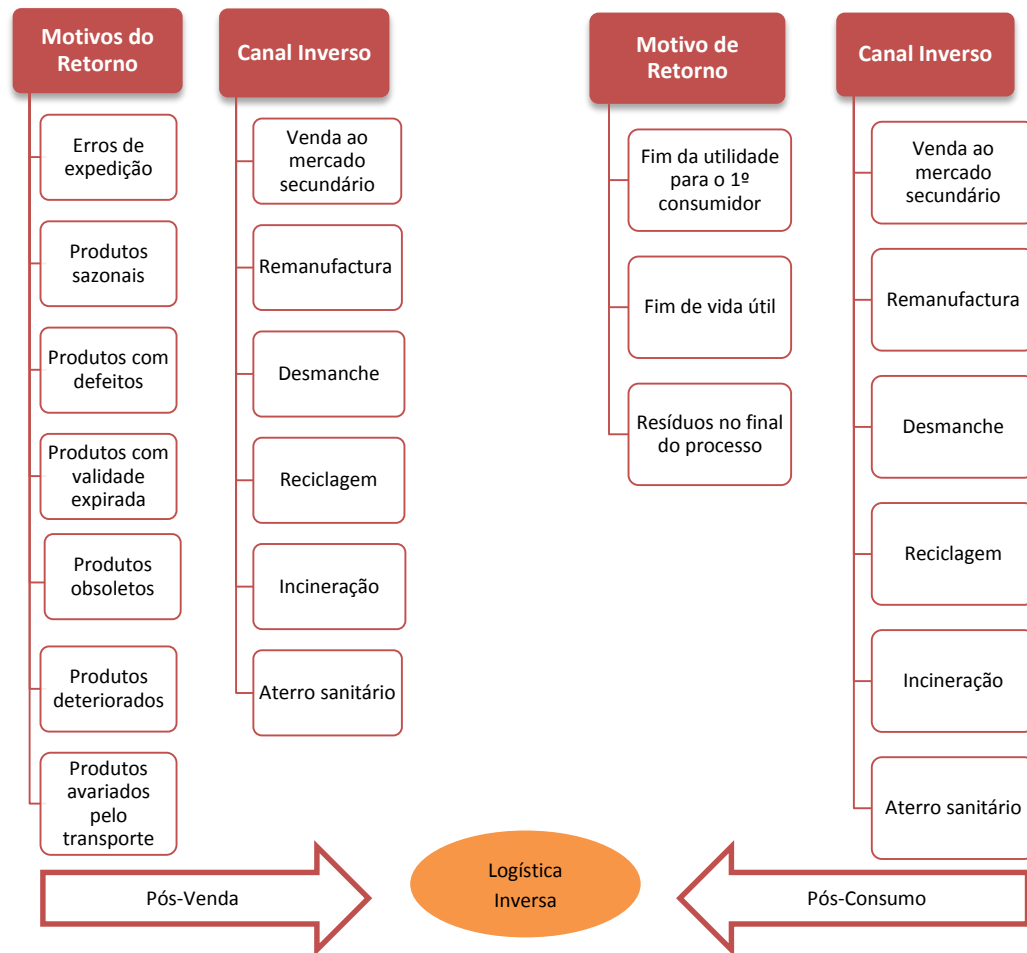 Motivos do
Retorno
Erros de
expedição
Produtos
sazonais
Produtos com
defeitos
Produtos com
validade
expirada
Produtos
obsoletos
Produtos
deteriorados
Produtos
avariados
pelo
transporte
Canal Inverso
Venda ao
mercado
secundário
Remanufactura
Desmanche
Reciclagem
Incineração
Aterro sanitário
Motivo de
Retorno
Fim da utilidade
para o 1º
consumidor
Fim de vida útil
Resíduos no final
do processo
Canal Inverso
Venda ao
mercado
secundário
Remanufactura
Desmanche
Reciclagem
Incineração
Aterro sanitário
Pós-Venda
Logística
Inversa
Pós-Consumo